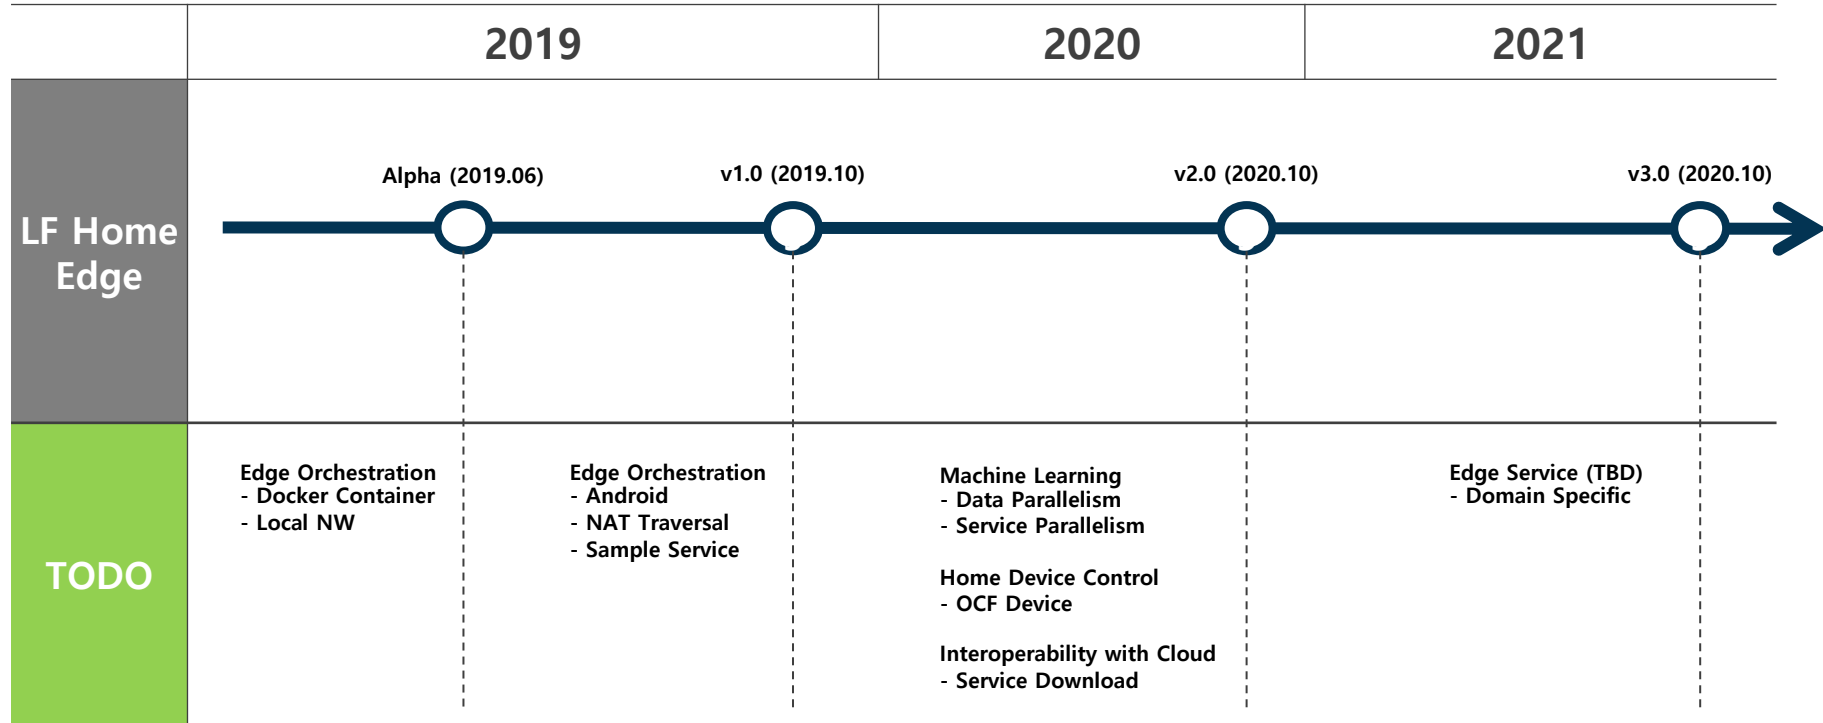 2019
2020
2021
LF Home
Edge
Alpha (2019.06)
v1.0 (2019.10)
v2.0 (2020.10)
v3.0 (2020.10)
TODO
Edge Orchestration
- Docker Container
- Local NW
Edge Orchestration
- Android
- NAT Traversal
- Sample Service
Machine Learning
- Data Parallelism
- Service Parallelism
Home Device Control
- OCF Device
Interoperability with Cloud
- Service Download
Edge Service (TBD)
- Domain Specific